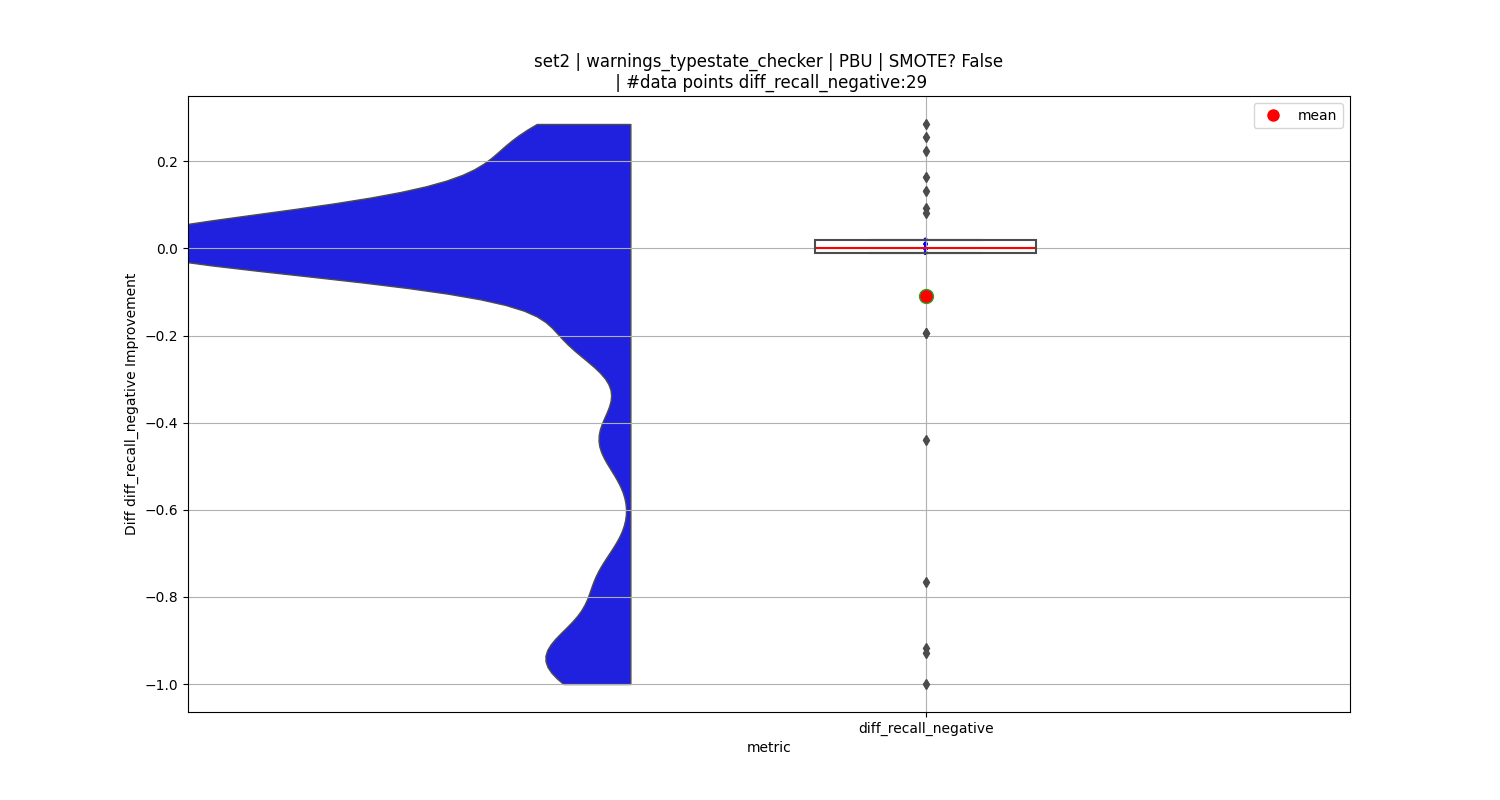 set2 | warnings_typestate_checker | PBU | SMOTE? False
| #data points diff_recall_negative:29
mean
0.2
0.0
−0.2
−0.4
−0.6
−0.8
−1.0
Diff diff_recall_negative Improvement
diff_recall_negative
metric